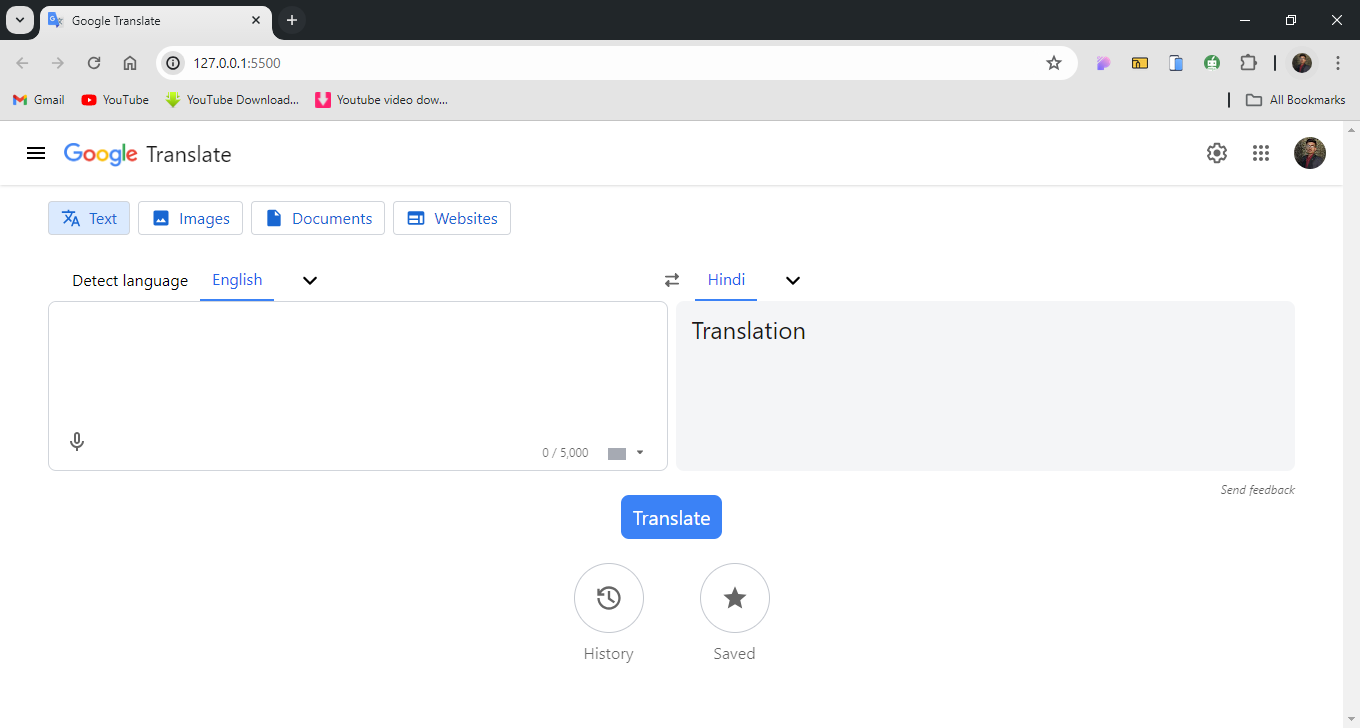 Google Translate
127.0.0.1:5500
Gmail YouTube YouTube Download... Youtube video dow... All Bookmarks
Google Translate
Text Images Documents Websites
Detect language English Hindi
Translation
0 / 5,000
Send feedback
Translate
History Saved